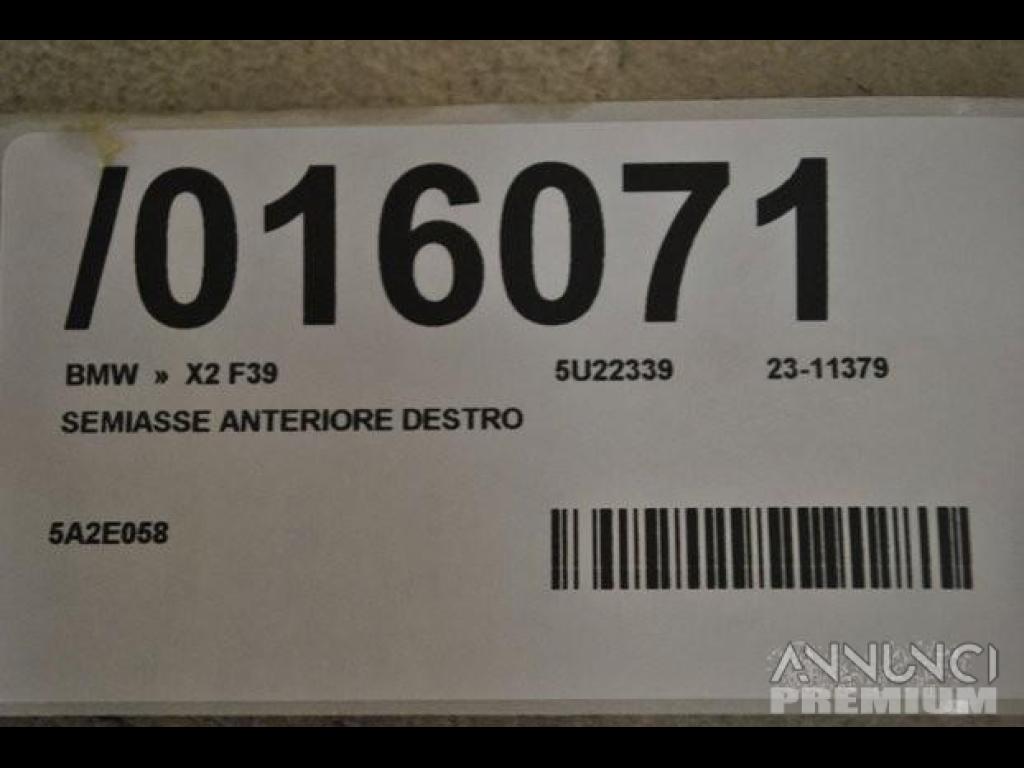 /016071
BMW » X2 F39 5U22339 23-11379
SEMIASSE ANTERIORE DESTRO
5A2E058
ANNUNCI
PREMIUM